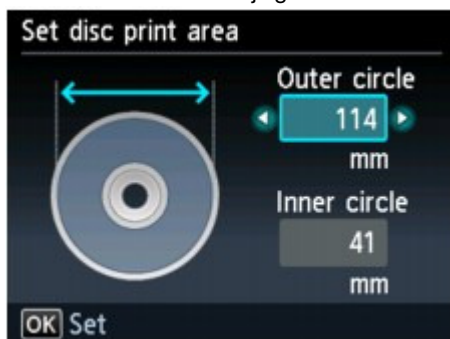 Set disc print area
Outer circle
114
mm
Inner circle
41
mm
OK Set